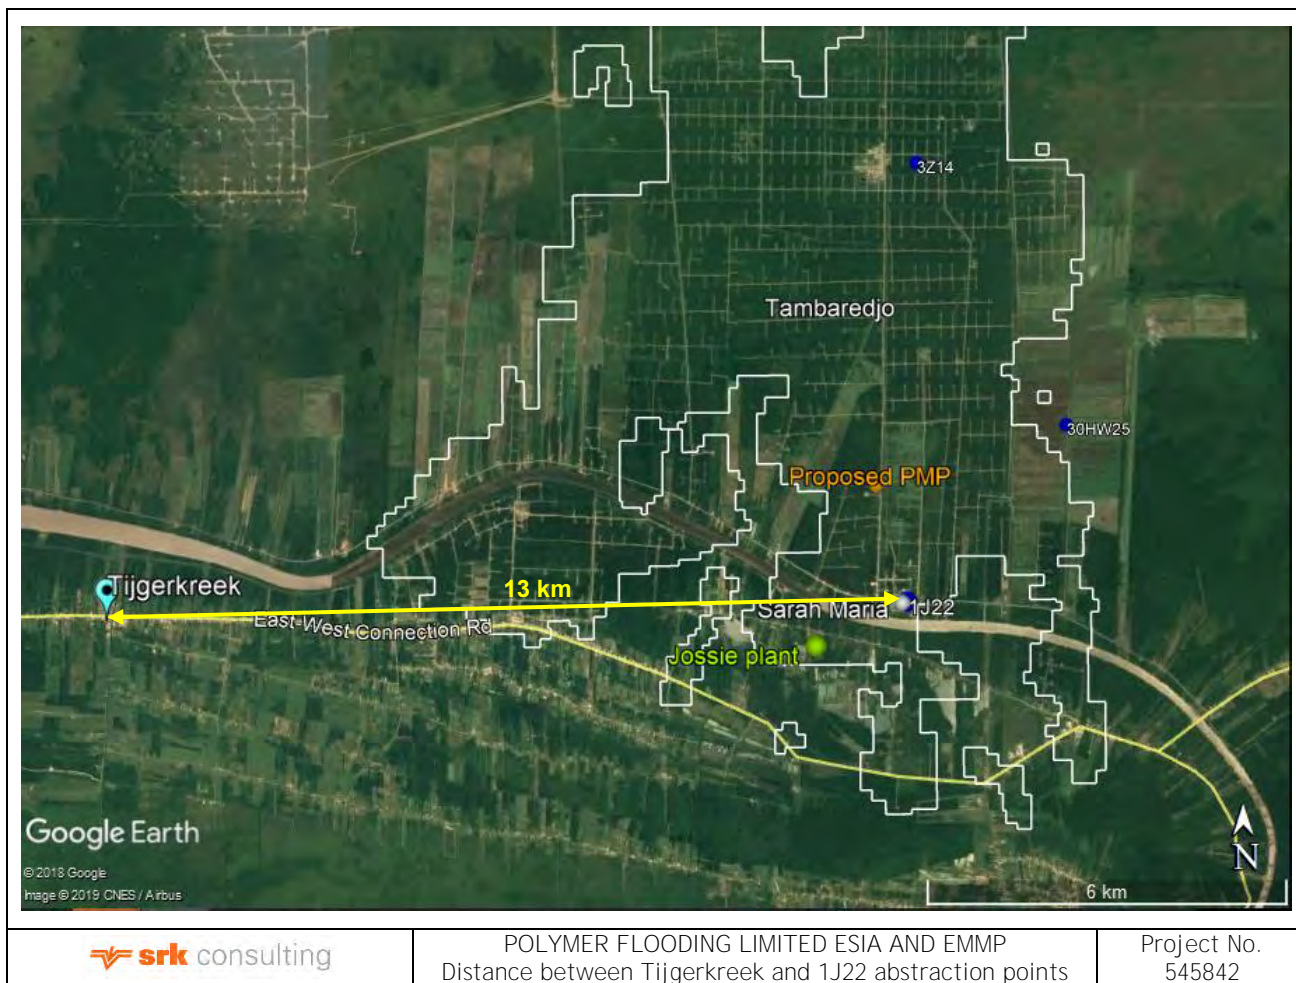 3Z14
Tambaredjo
30HW25
Proposed PMP
Tijgerkreek
13 km
Sarah Maria
1J22
East-West Connection Rd
Jossie plant
Google Earth
© 2018 Google
Image © 2019 CNES / Airbus
N
6 km
srk consulting
POLYMER FLOODING LIMITED ESIA AND EMMP
Distance between Tijgerkreek and 1J22 abstraction points
Project No.
545842